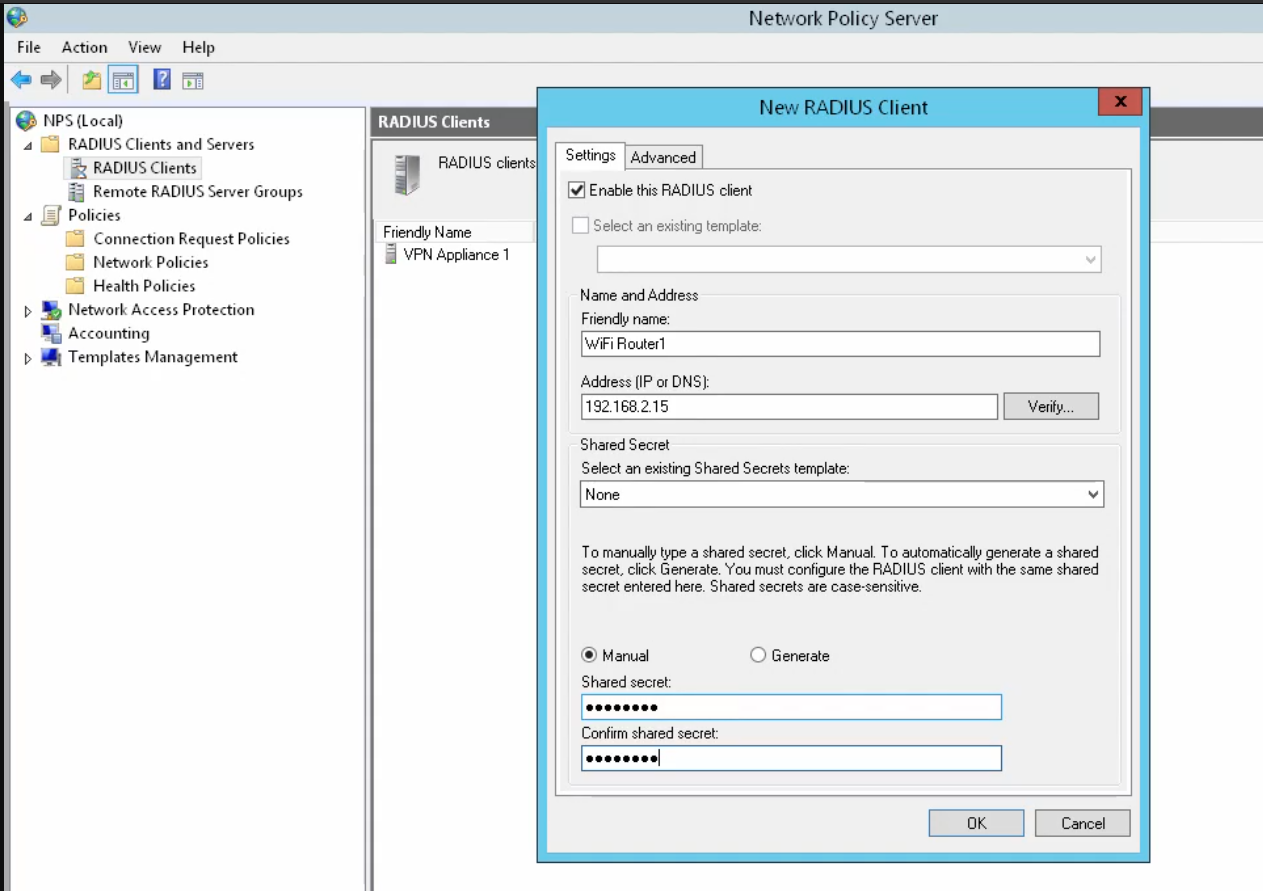 Network Policy Server
File Action View Help
NPS (Local)
RADIUS Clients and Servers
RADIUS Clients
Remote RADIUS Server Groups
Policies
Connection Request Policies
Network Policies
Health Policies
Network Access Protection
Accounting
Templates Management
RADIUS Clients
RADIUS clients
Friendly Name
VPN Appliance 1
New RADIUS Client
x
Settings Advanced
Enable this RADIUS client
Select an existing template:
Name and Address
Friendly name:
WiFi Router1
Address (IP or DNS):
192.168.2.15 Verify...
Shared Secret
Select an existing Shared Secrets template:
None
To manually type a shared secret, click Manual. To automatically generate a shared
secret, click Generate. You must configure the RADIUS client with the same shared
secret entered here. Shared secrets are case-sensitive.
Manual Generate
Shared secret:
●●●●●●●●
Confirm shared secret:
●●●●●●●●
OK Cancel